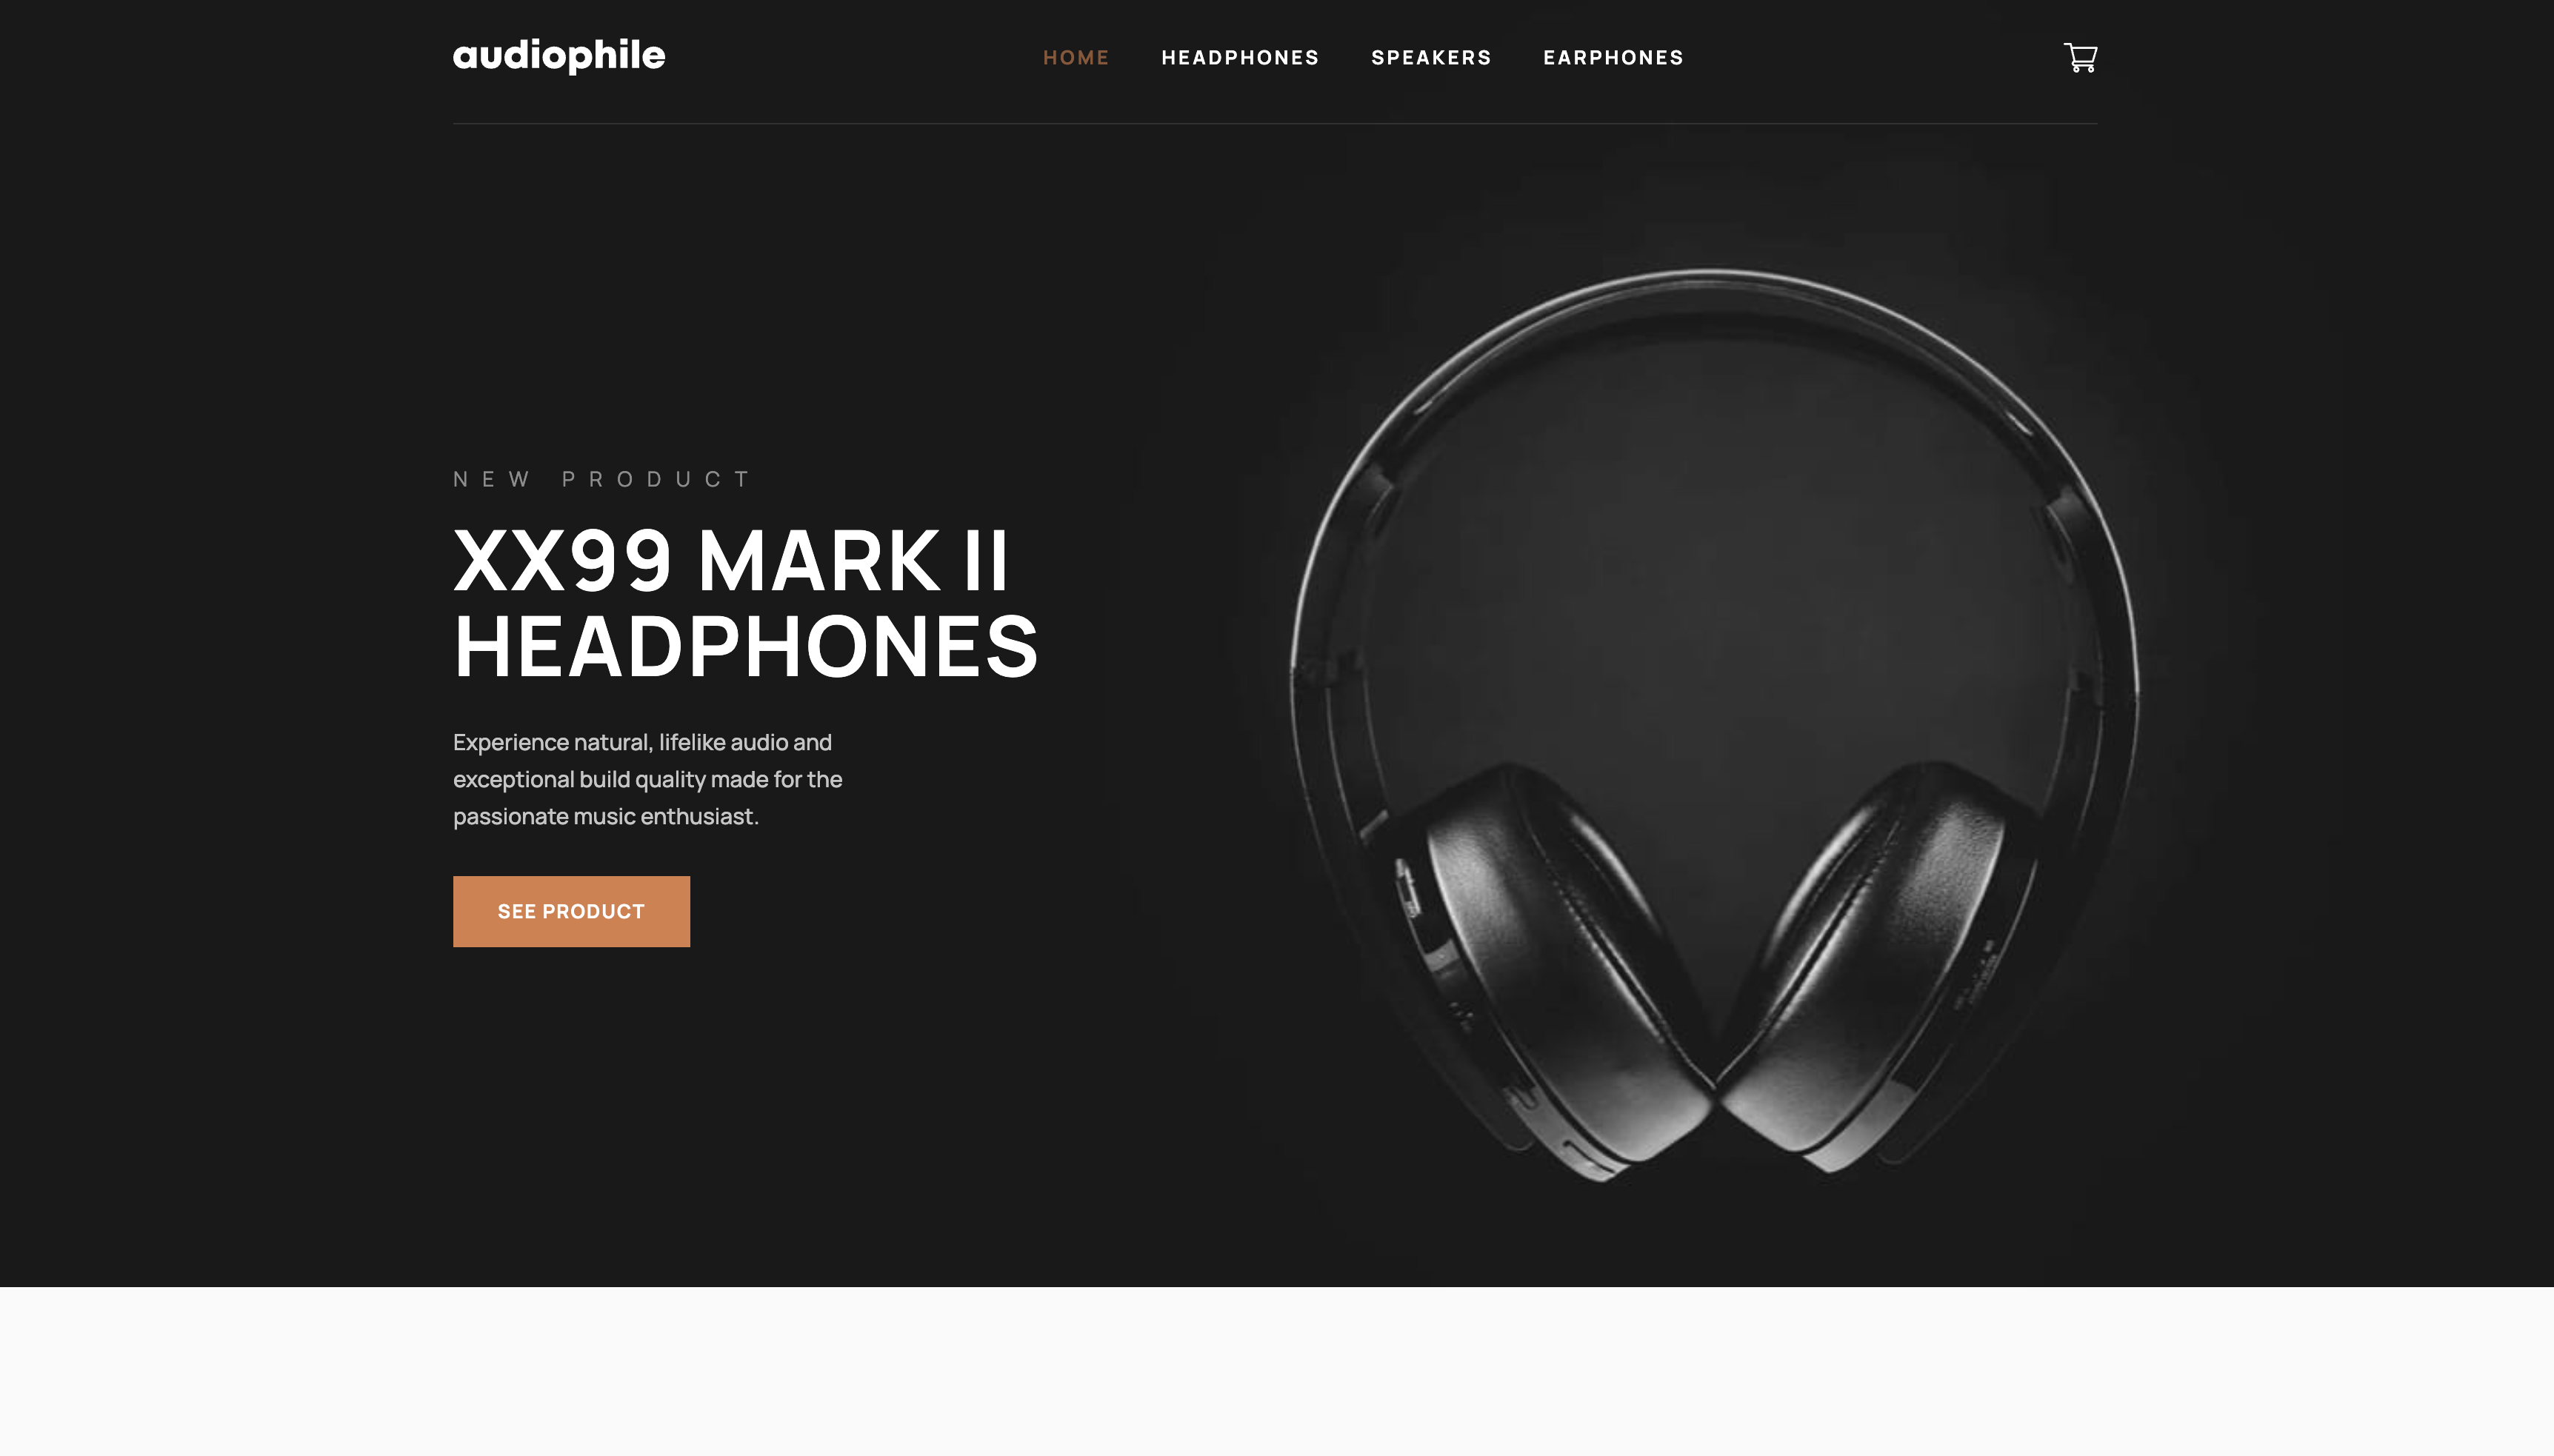 audiophile
HOME HEADPHONES SPEAKERS EARPHONES
NEW PRODUCT
XX99 MARK II
HEADPHONES
Experience natural, lifelike audio and
exceptional build quality made for the
passionate music enthusiast.
SEE PRODUCT